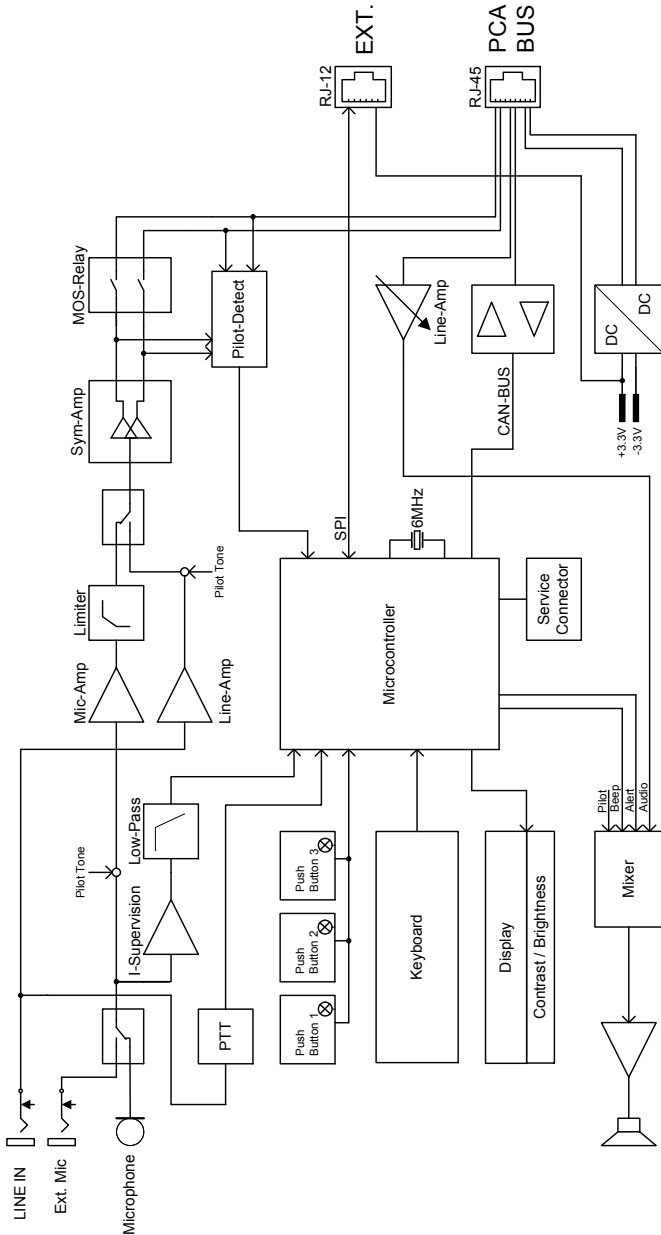 LINE IN
Ext. Mic
Microphone
Pilot Tone
I-Supervision
Low-Pass
Mic-Amp
Limiter
Line-Amp
Pilot Tone
Sym-Amp
MOS-Relay
Pilot-Detect
PTT
Push
Button 1
Push
Button 2
Push
Button 3
Keyboard
Display
Contrast / Brightness
Microcontroller
SPI
6MHz
Service
Connector
CAN-BUS
Line-Amp
RJ-12
EXT.
RJ-45
PCA
BUS
DC
DC
+3.3V
-3.3V
Pilot
Beep
Alert
Audio
Mixer